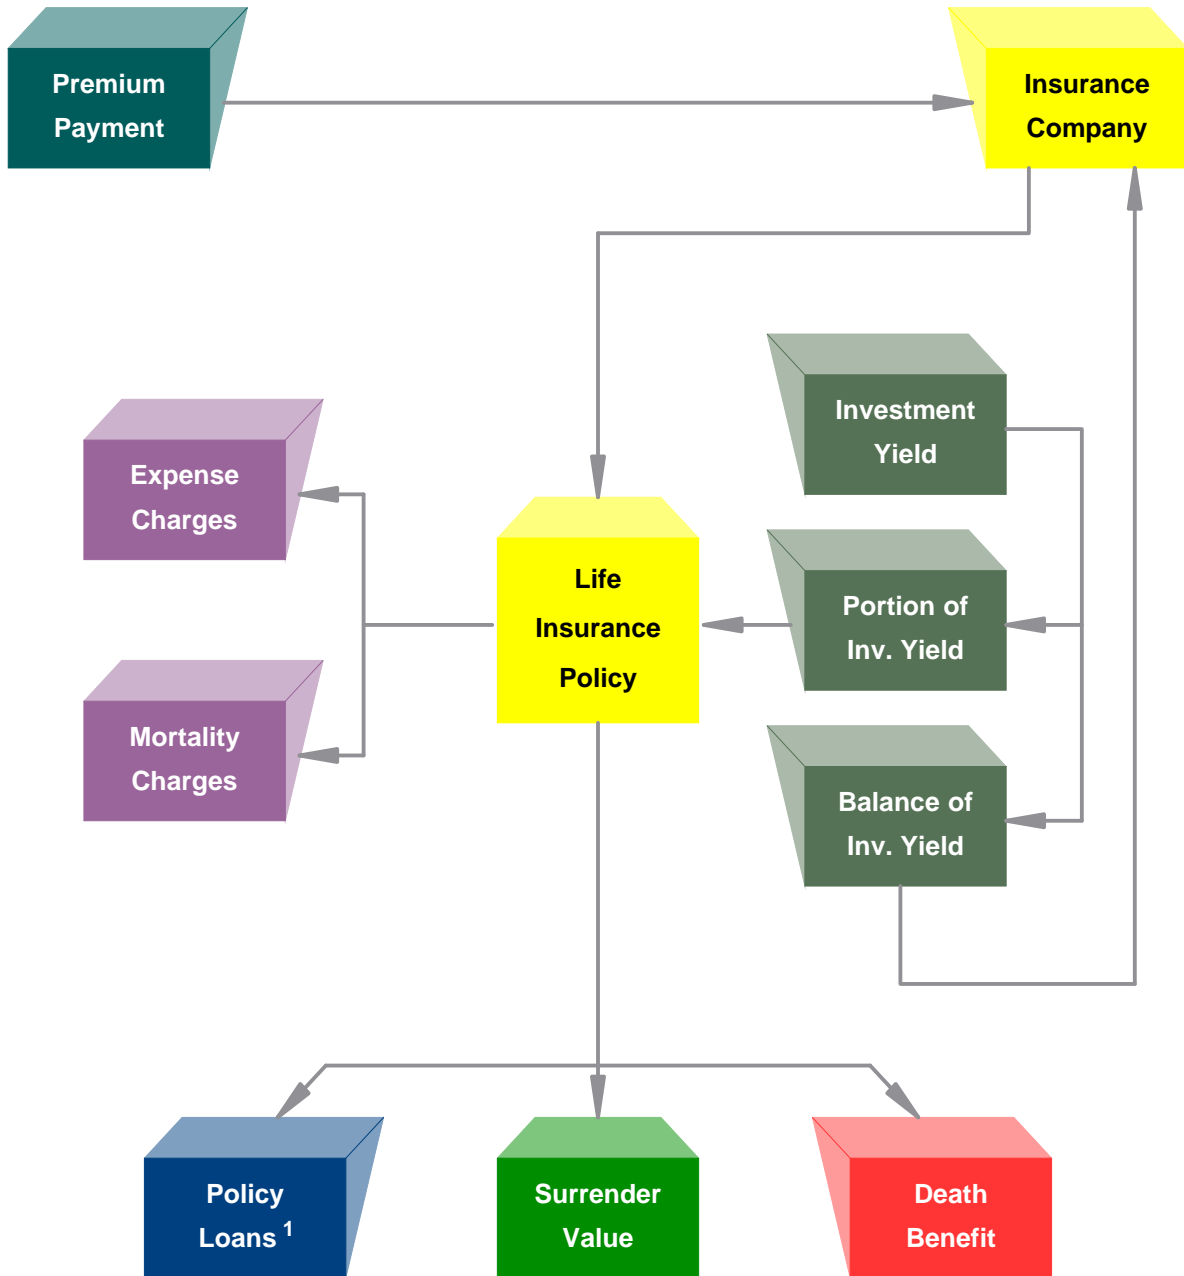 Premium
Payment
Insurance
Company
Investment
Yield
Expense
Charges
Life
Insurance
Policy
Portion of
Inv. Yield
Mortality
Charges
Balance of
Inv. Yield
Policy
Loans 1
Surrender
Value
Death
Benefit